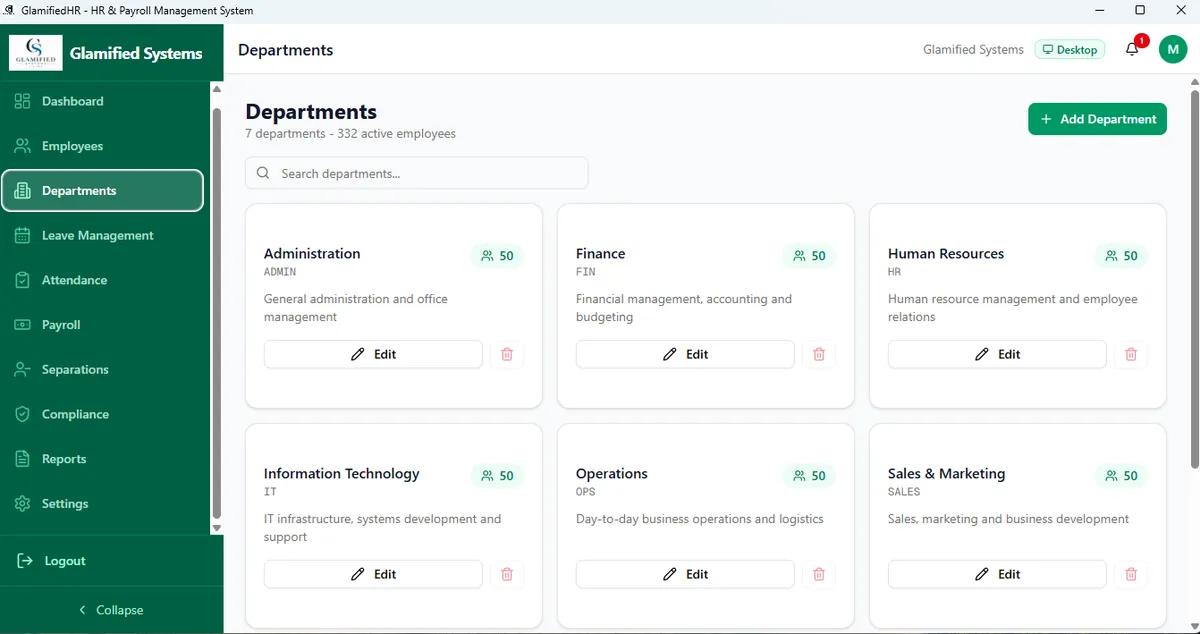 GlamifiedHR - HR & Payroll Management System
GLAMIFIED
Glamified Systems
Departments
Glamified Systems
Desktop
1
M
Dashboard
Employees
Departments
Leave Management
Attendance
Payroll
Separations
Compliance
Reports
Settings
Logout
Collapse
Departments
7 departments - 332 active employees
+ Add Department
Search departments...
Administration
50
ADMIN
General administration and office
management
Edit
Finance
50
FIN
Financial management, accounting and
budgeting
Edit
Human Resources
50
HR
Human resource management and employee
relations
Edit
Information Technology
50
IT
IT infrastructure, systems development and
support
Edit
Operations
50
OPS
Day-to-day business operations and logistics
Edit
Sales & Marketing
50
SALES
Sales, marketing and business development
Edit